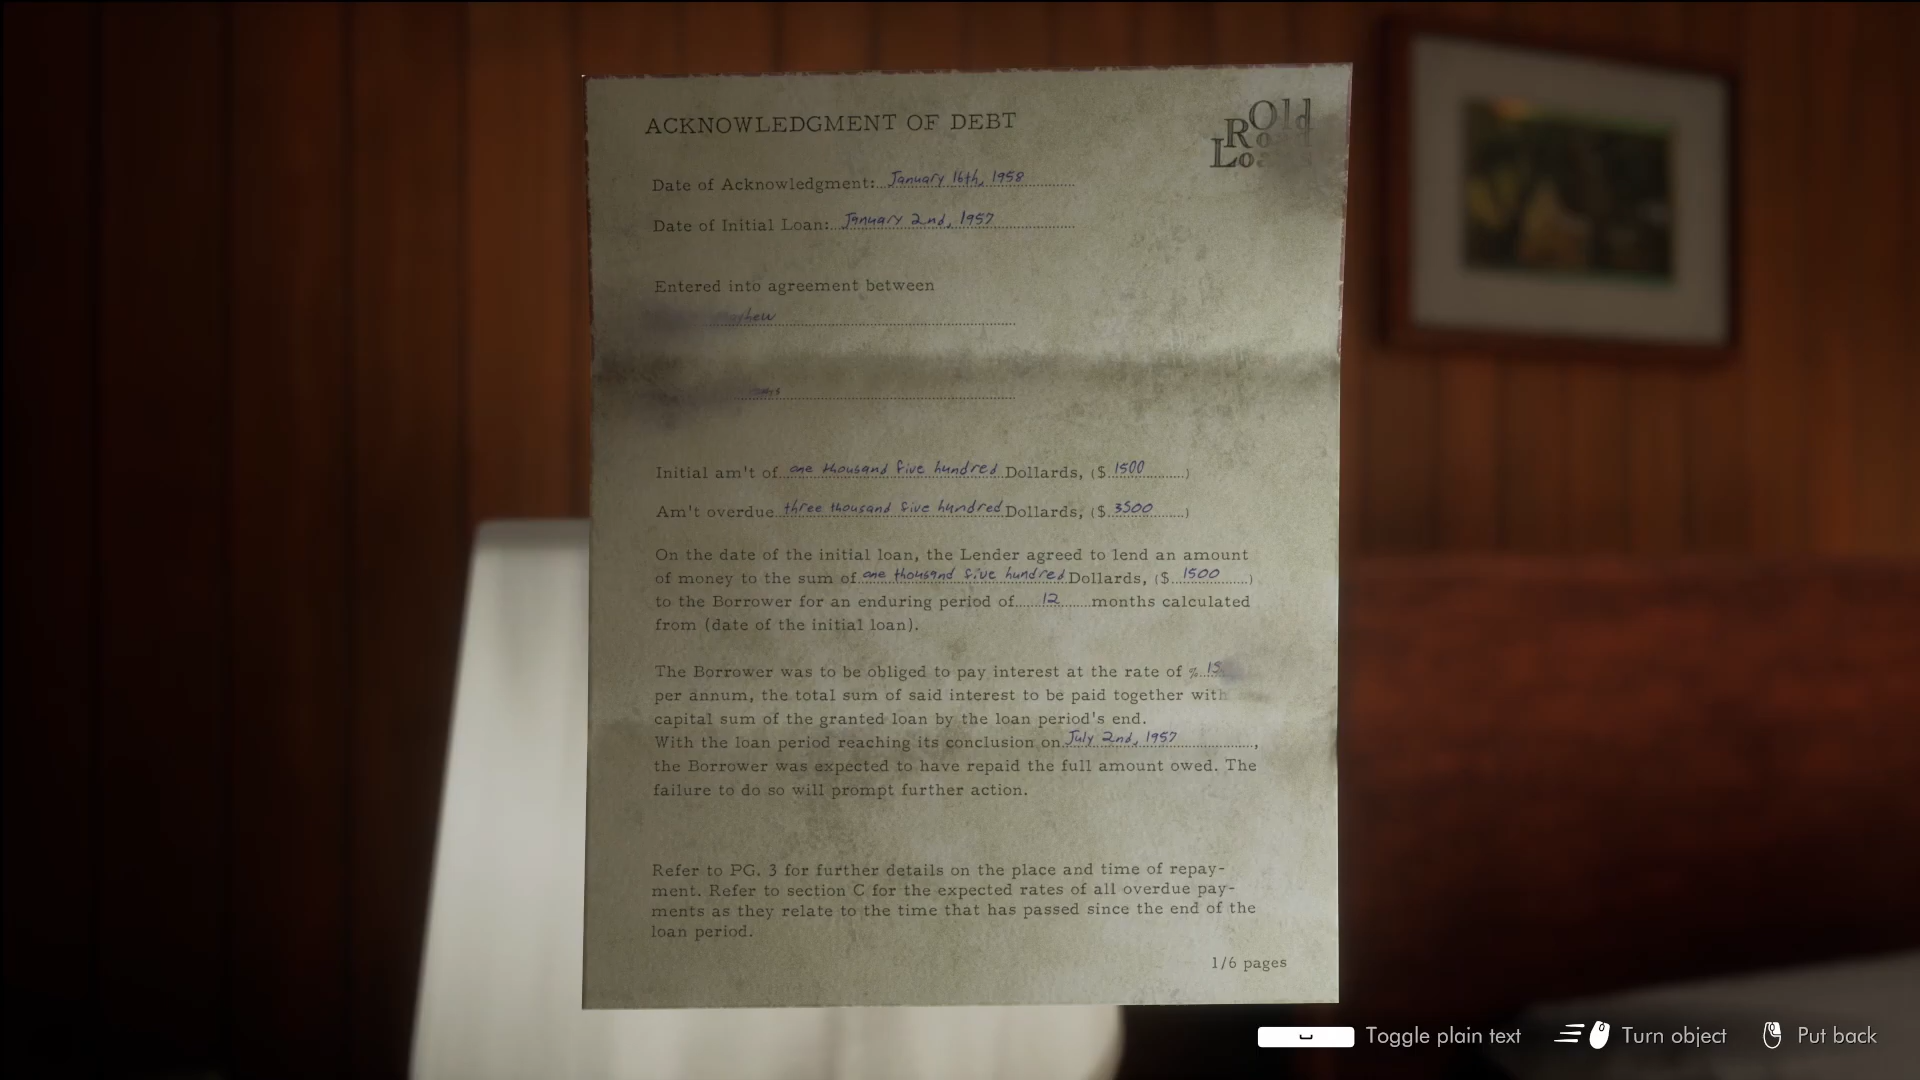 ACKNOWLEDGMENT OF DEBT
Old
Road
Loans
Date of Acknowledgment: January 16th, 1958
Date of Initial Loan: January 2nd, 1957
Entered into agreement between
Initial am't of one thousand five hundred Dollards, ($ 1500 )
Am't overdue three thousand five hundred Dollards, ($ 3500 )
On the date of the initial loan, the Lender agreed to lend an amount
of money to the sum of one thousand five hundred Dollards, ($ 1500 )
to the Borrower for an enduring period of 12 months calculated
from (date of the initial loan).
The Borrower was to be obliged to pay interest at the rate of % 15
per annum, the total sum of said interest to be paid together with
capital sum of the granted loan by the loan period's end.
With the loan period reaching its conclusion on July 2nd, 1957,
the Borrower was expected to have repaid the full amount owed. The
failure to do so will prompt further action.
Refer to PG. 3 for further details on the place and time of repay-
ment. Refer to section C for the expected rates of all overdue pay-
ments as they relate to the time that has passed since the end of the
loan period.
1/6 pages
Toggle plain text Turn object Put back